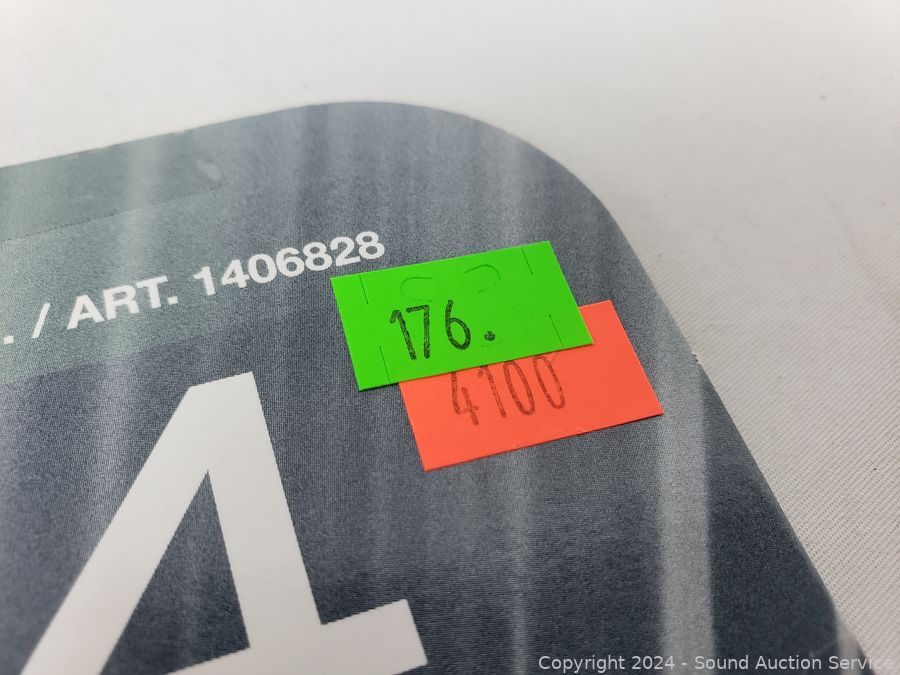 . / ART. 1406828
176.
4100
4
Copyright 2024 - Sound Auction Service